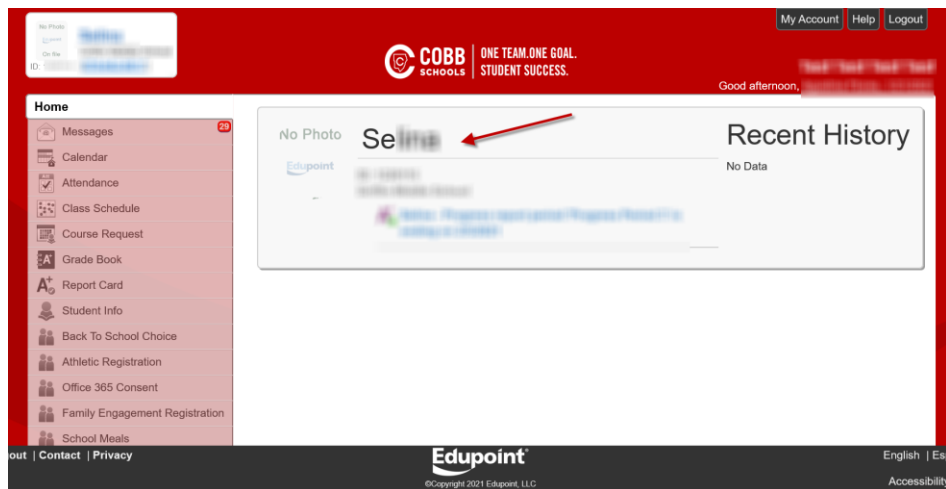 My Account Help Logout
No Photo
On file
ID:
COBB
SCHOOLS
ONE TEAM.ONE GOAL.
STUDENT SUCCESS.
Good afternoon,
Home
Messages 29
Calendar
Attendance
Class Schedule
Course Request
Grade Book
Report Card
Student Info
Back To School Choice
Athletic Registration
Office 365 Consent
Family Engagement Registration
School Meals
No Photo
Edupoint
Se
Recent History
No Data
out | Contact | Privacy
Edupoint
©Copyright 2021 Edupoint, LLC
English | Es
Accessibility